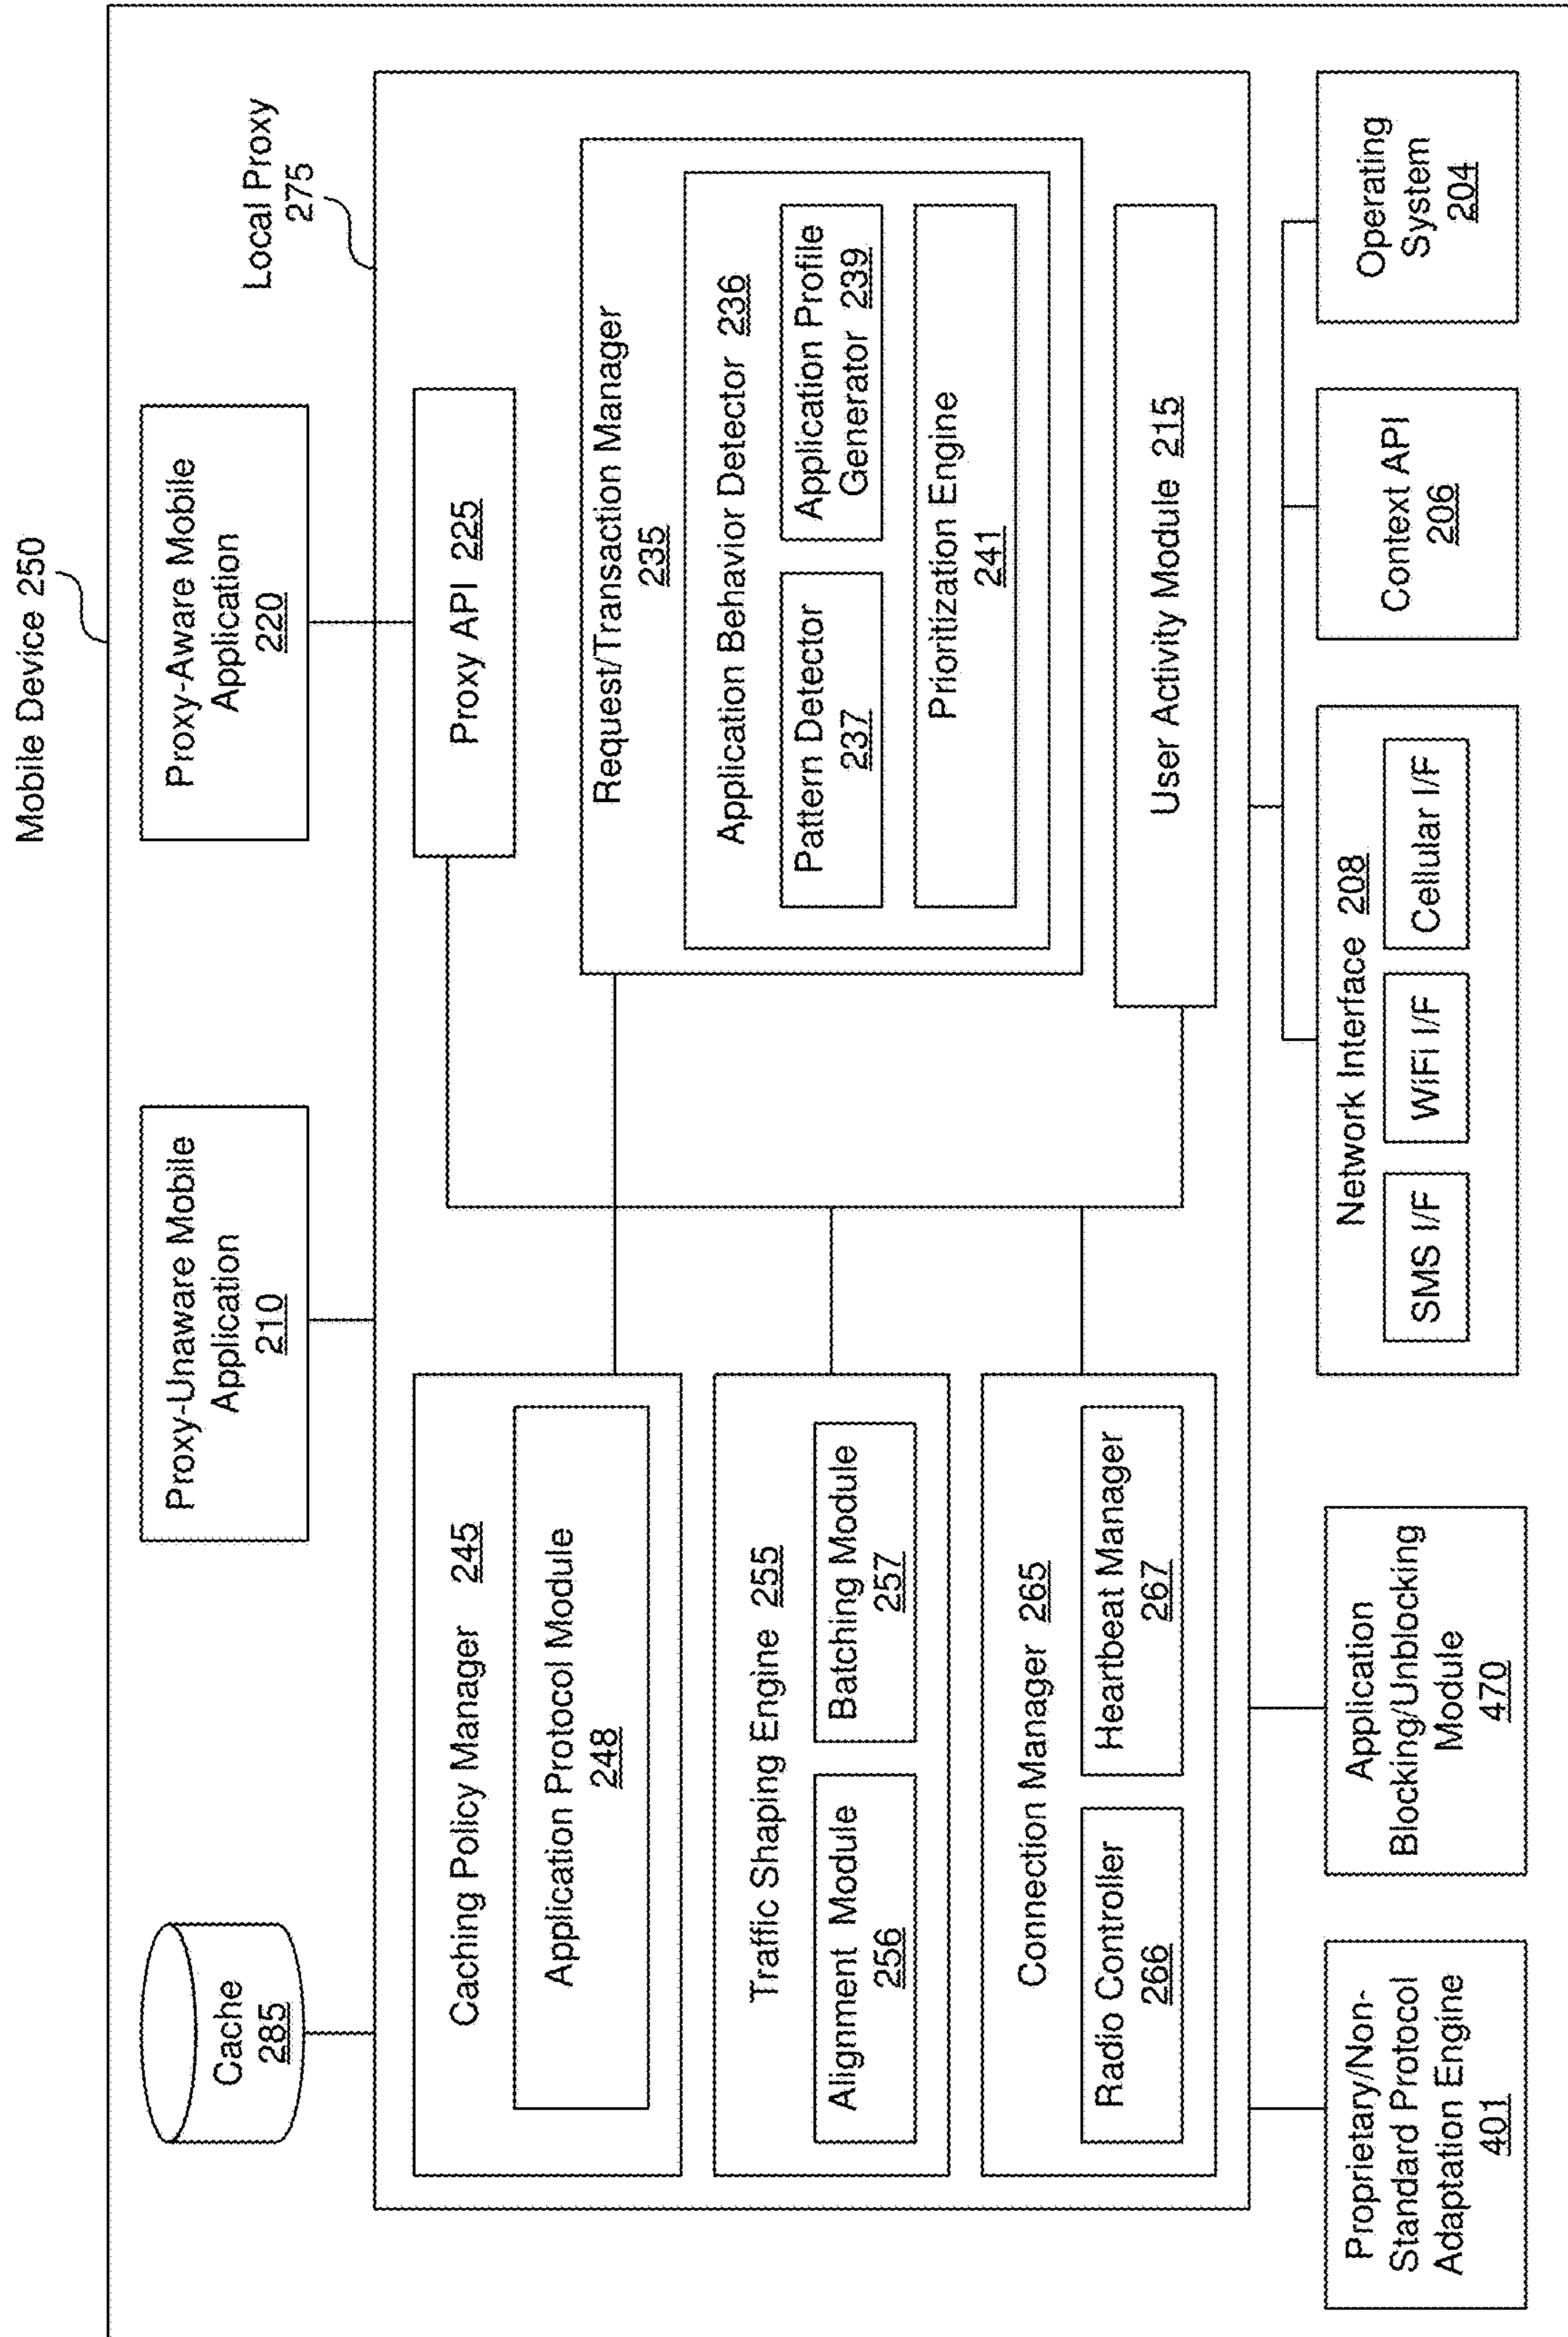 Mobile Device 250
Cache
285
Proxy-Unaware Mobile
Application
210
Proxy-Aware Mobile
Application
220
Local Proxy
275
Caching Policy Manager 245
Application Protocol Module
248
Traffic Shaping Engine 255
Alignment Module
256
Batching Module
257
Connection Manager 265
Radio Controller
266
Heartbeat Manager
267
Proxy API 225
Request/Transaction Manager
235
Application Behavior Detector 236
Pattern Detector
237
Application Profile
Generator 239
Prioritization Engine
241
User Activity Module 215
Proprietary/Non-
Standard Protocol
Adaptation Engine
401
Application
Blocking/Unblocking
Module
470
Network Interface 208
SMS I/F
WiFi I/F
Cellular I/F
Context API
206
Operating
System
204